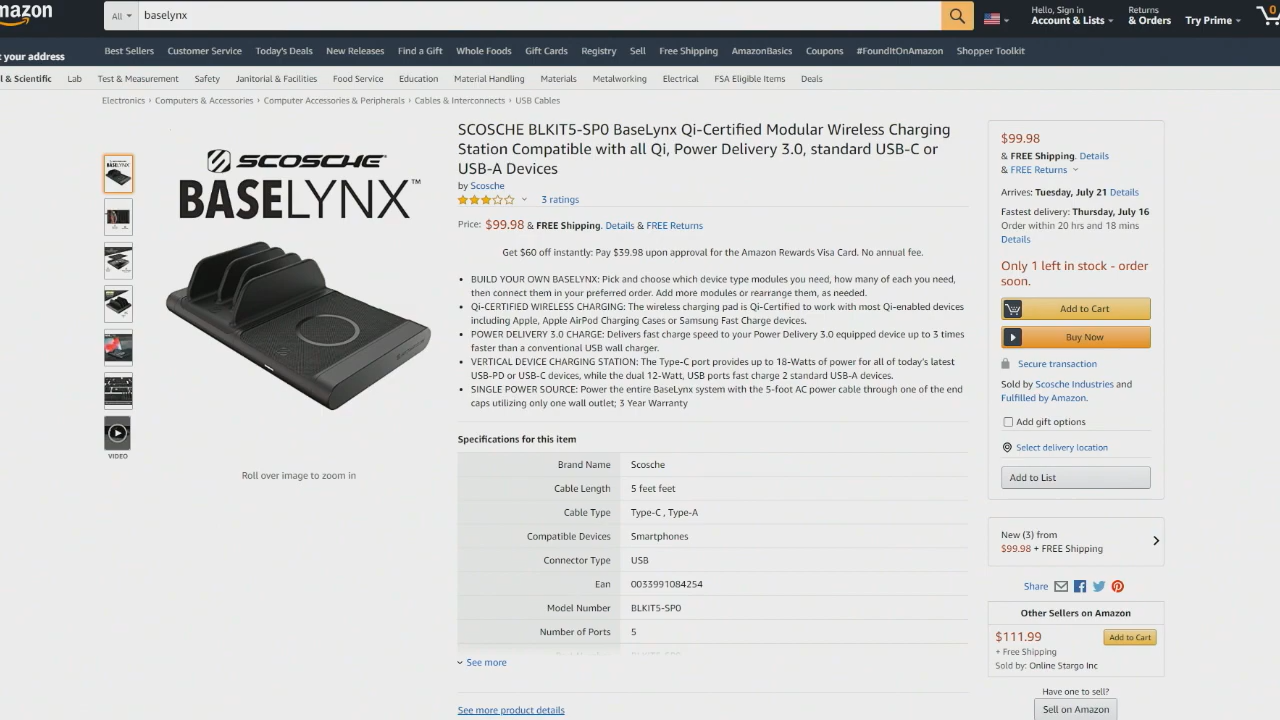 mazon
All
baselynx
Hello, Sign in
Account & Lists
Returns
& Orders
Try Prime
0
your address
Best Sellers
Customer Service
Today's Deals
New Releases
Find a Gift
Whole Foods
Gift Cards
Registry
Sell
Free Shipping
AmazonBasics
Coupons
#FoundItOnAmazon
Shopper Toolkit
l & Scientific
Lab
Test & Measurement
Safety
Janitorial & Facilities
Food Service
Education
Material Handling
Materials
Metalworking
Electrical
FSA Eligible Items
Deals
Electronics › Computers & Accessories › Computer Accessories & Peripherals › Cables & Interconnects › USB Cables
SCOSCHE
BASELYNX™
VIDEO
Roll over image to zoom in
SCOSCHE BLKIT5-SP0 BaseLynx Qi-Certified Modular Wireless Charging
Station Compatible with all Qi, Power Delivery 3.0, standard USB-C or
USB-A Devices
by Scosche
3 ratings
Price: $99.98 & FREE Shipping. Details & FREE Returns
Get $60 off instantly: Pay $39.98 upon approval for the Amazon Rewards Visa Card. No annual fee.
• BUILD YOUR OWN BASELYNX: Pick and choose which device type modules you need, how many of each you need,
then connect them in your preferred order. Add more modules or rearrange them, as needed.
• Qi-CERTIFIED WIRELESS CHARGING: The wireless charging pad is Qi-Certified to work with most Qi-enabled devices
including Apple, Apple AirPod Charging Cases or Samsung Fast Charge devices.
• POWER DELIVERY 3.0 CHARGE: Delivers fast charge speed to your Power Delivery 3.0 equipped device up to 3 times
faster than a conventional USB wall charger.
• VERTICAL DEVICE CHARGING STATION: The Type-C port provides up to 18-Watts of power for all of today's latest
USB-PD or USB-C devices, while the dual 12-Watt, USB ports fast charge 2 standard USB-A devices.
• SINGLE POWER SOURCE: Power the entire BaseLynx system with the 5-foot AC power cable through one of the end
caps utilizing only one wall outlet; 3 Year Warranty
Specifications for this item
Brand Name Scosche
Cable Length 5 feet feet
Cable Type Type-C , Type-A
Compatible Devices Smartphones
Connector Type USB
Ean 0033991084254
Model Number BLKIT5-SP0
Number of Ports 5
See more
See more product details
$99.98
& FREE Shipping. Details
& FREE Returns
Arrives: Tuesday, July 21 Details
Fastest delivery: Thursday, July 16
Order within 20 hrs and 18 mins
Details
Only 1 left in stock - order
soon.
Add to Cart
Buy Now
Secure transaction
Sold by Scosche Industries and
Fulfilled by Amazon.
Add gift options
Select delivery location
Add to List
New (3) from
$99.98 + FREE Shipping
Share
Other Sellers on Amazon
$111.99
Add to Cart
+ Free Shipping
Sold by: Online Stargo Inc
Have one to sell?
Sell on Amazon